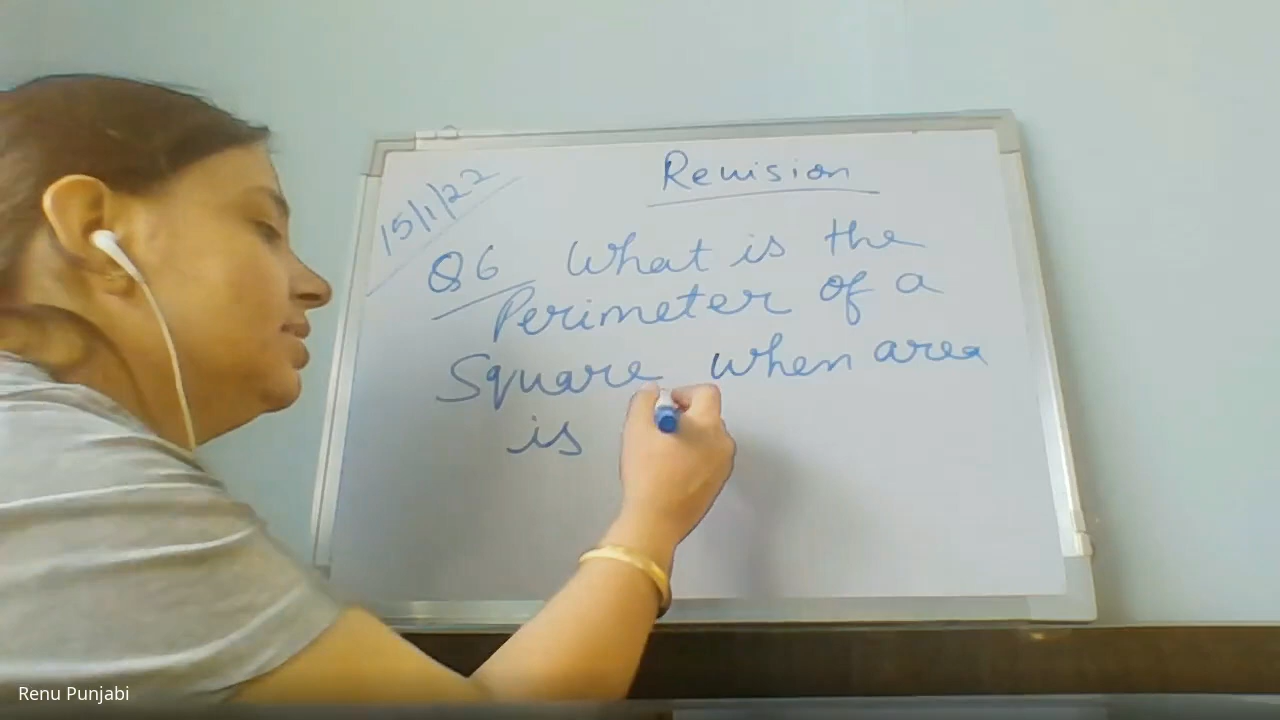 15/1/22
Revision
Q6 What is the
Perimeter of a
Square when area
is
Renu Punjabi